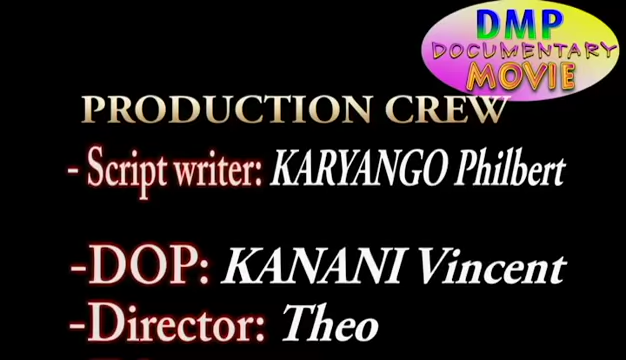 DMP
DOCUMENTARY
MOVIE
PRODUCTION CREW
- Script writer: KARYANGO Philbert
-DOP: KANANI Vincent
-Director: Theo